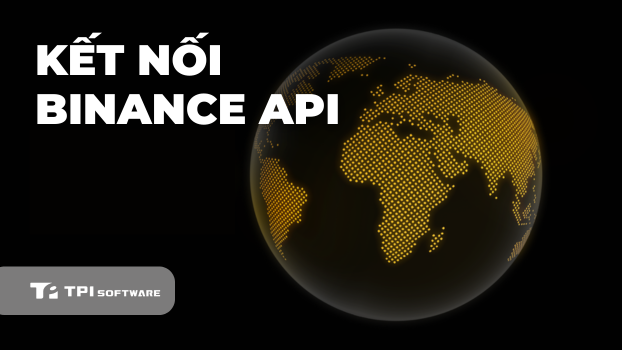 KẾT NỐI
BINANCE API
TPI SOFTWARE